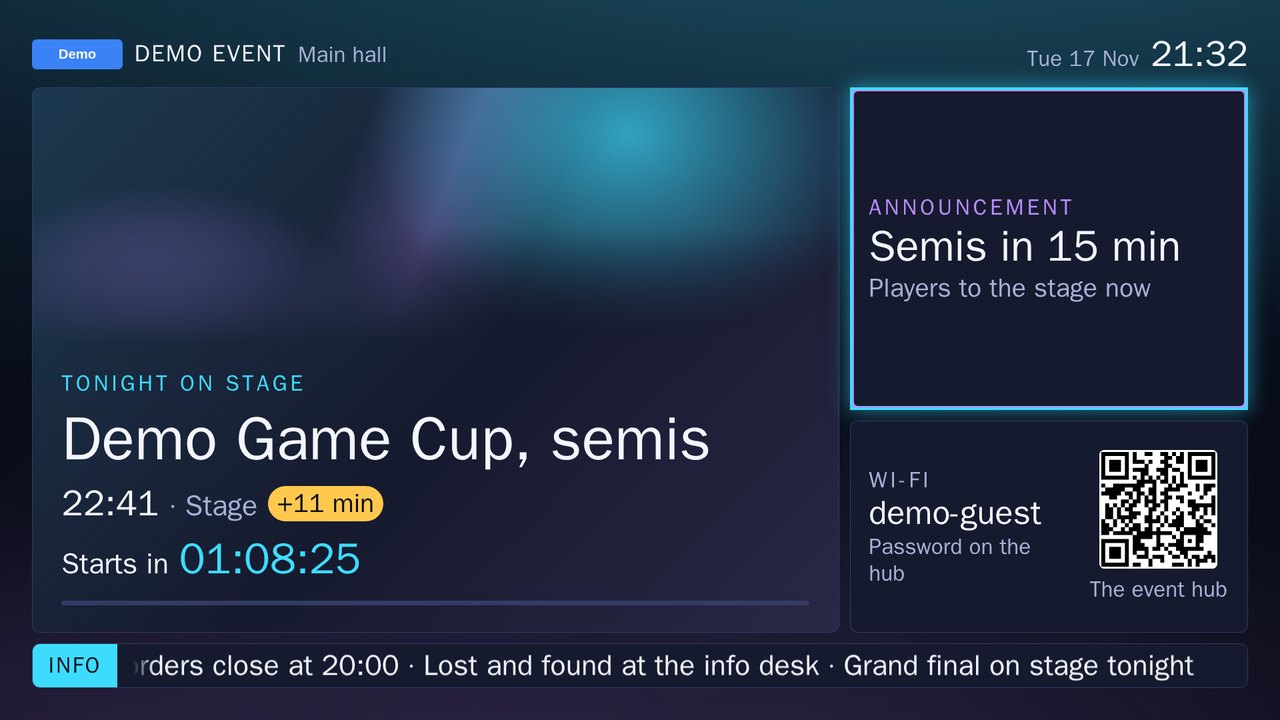 Demo DEMO EVENT Main hall
Tue 17 Nov 21:32
TONIGHT ON STAGE
Demo Game Cup, semis
22:41 · Stage +11 min
Starts in 01:08:25
ANNOUNCEMENT
Semis in 15 min
Players to the stage now
WI-FI
demo-guest
Password on the
hub
The event hub
INFO
close at 20:00 · Lost and found at the info desk · Grand final on stage tonight